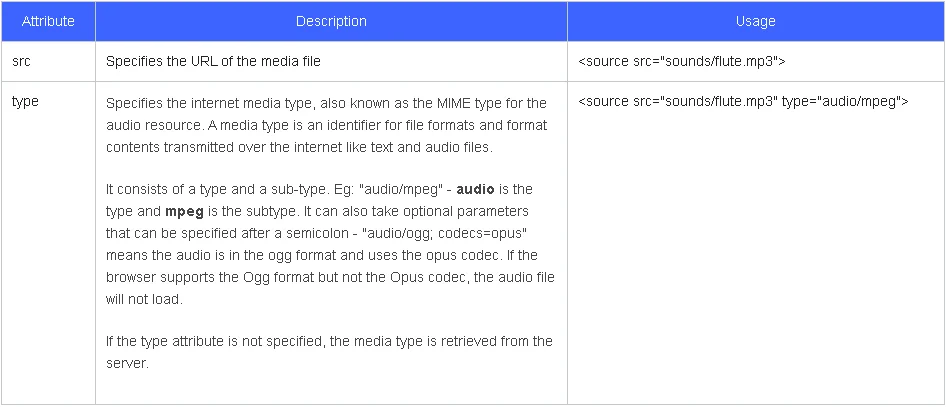 Attribute Description Usage
src Specifies the URL of the media file <source src="sounds/flute.mp3">
type Specifies the internet media type, also known as the MIME type for the <source src="sounds/flute.mp3" type="audio/mpeg">
audio resource. A media type is an identifier for file formats and format
contents transmitted over the internet like text and audio files.
It consists of a type and a sub-type. Eg: "audio/mpeg" - audio is the
type and mpeg is the subtype. It can also take optional parameters
that can be specified after a semicolon - "audio/ogg; codecs=opus"
means the audio is in the ogg format and uses the opus codec. If the
browser supports the Ogg format but not the Opus codec, the audio file
will not load.
If the type attribute is not specified, the media type is retrieved from the
server.